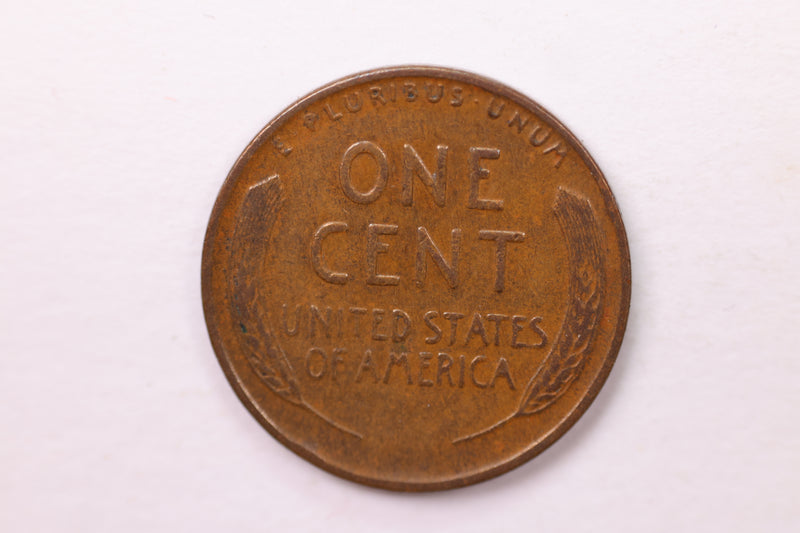 E PLURIBUS · UNUM
ONE
CENT
UNITED STATES
OF AMERICA